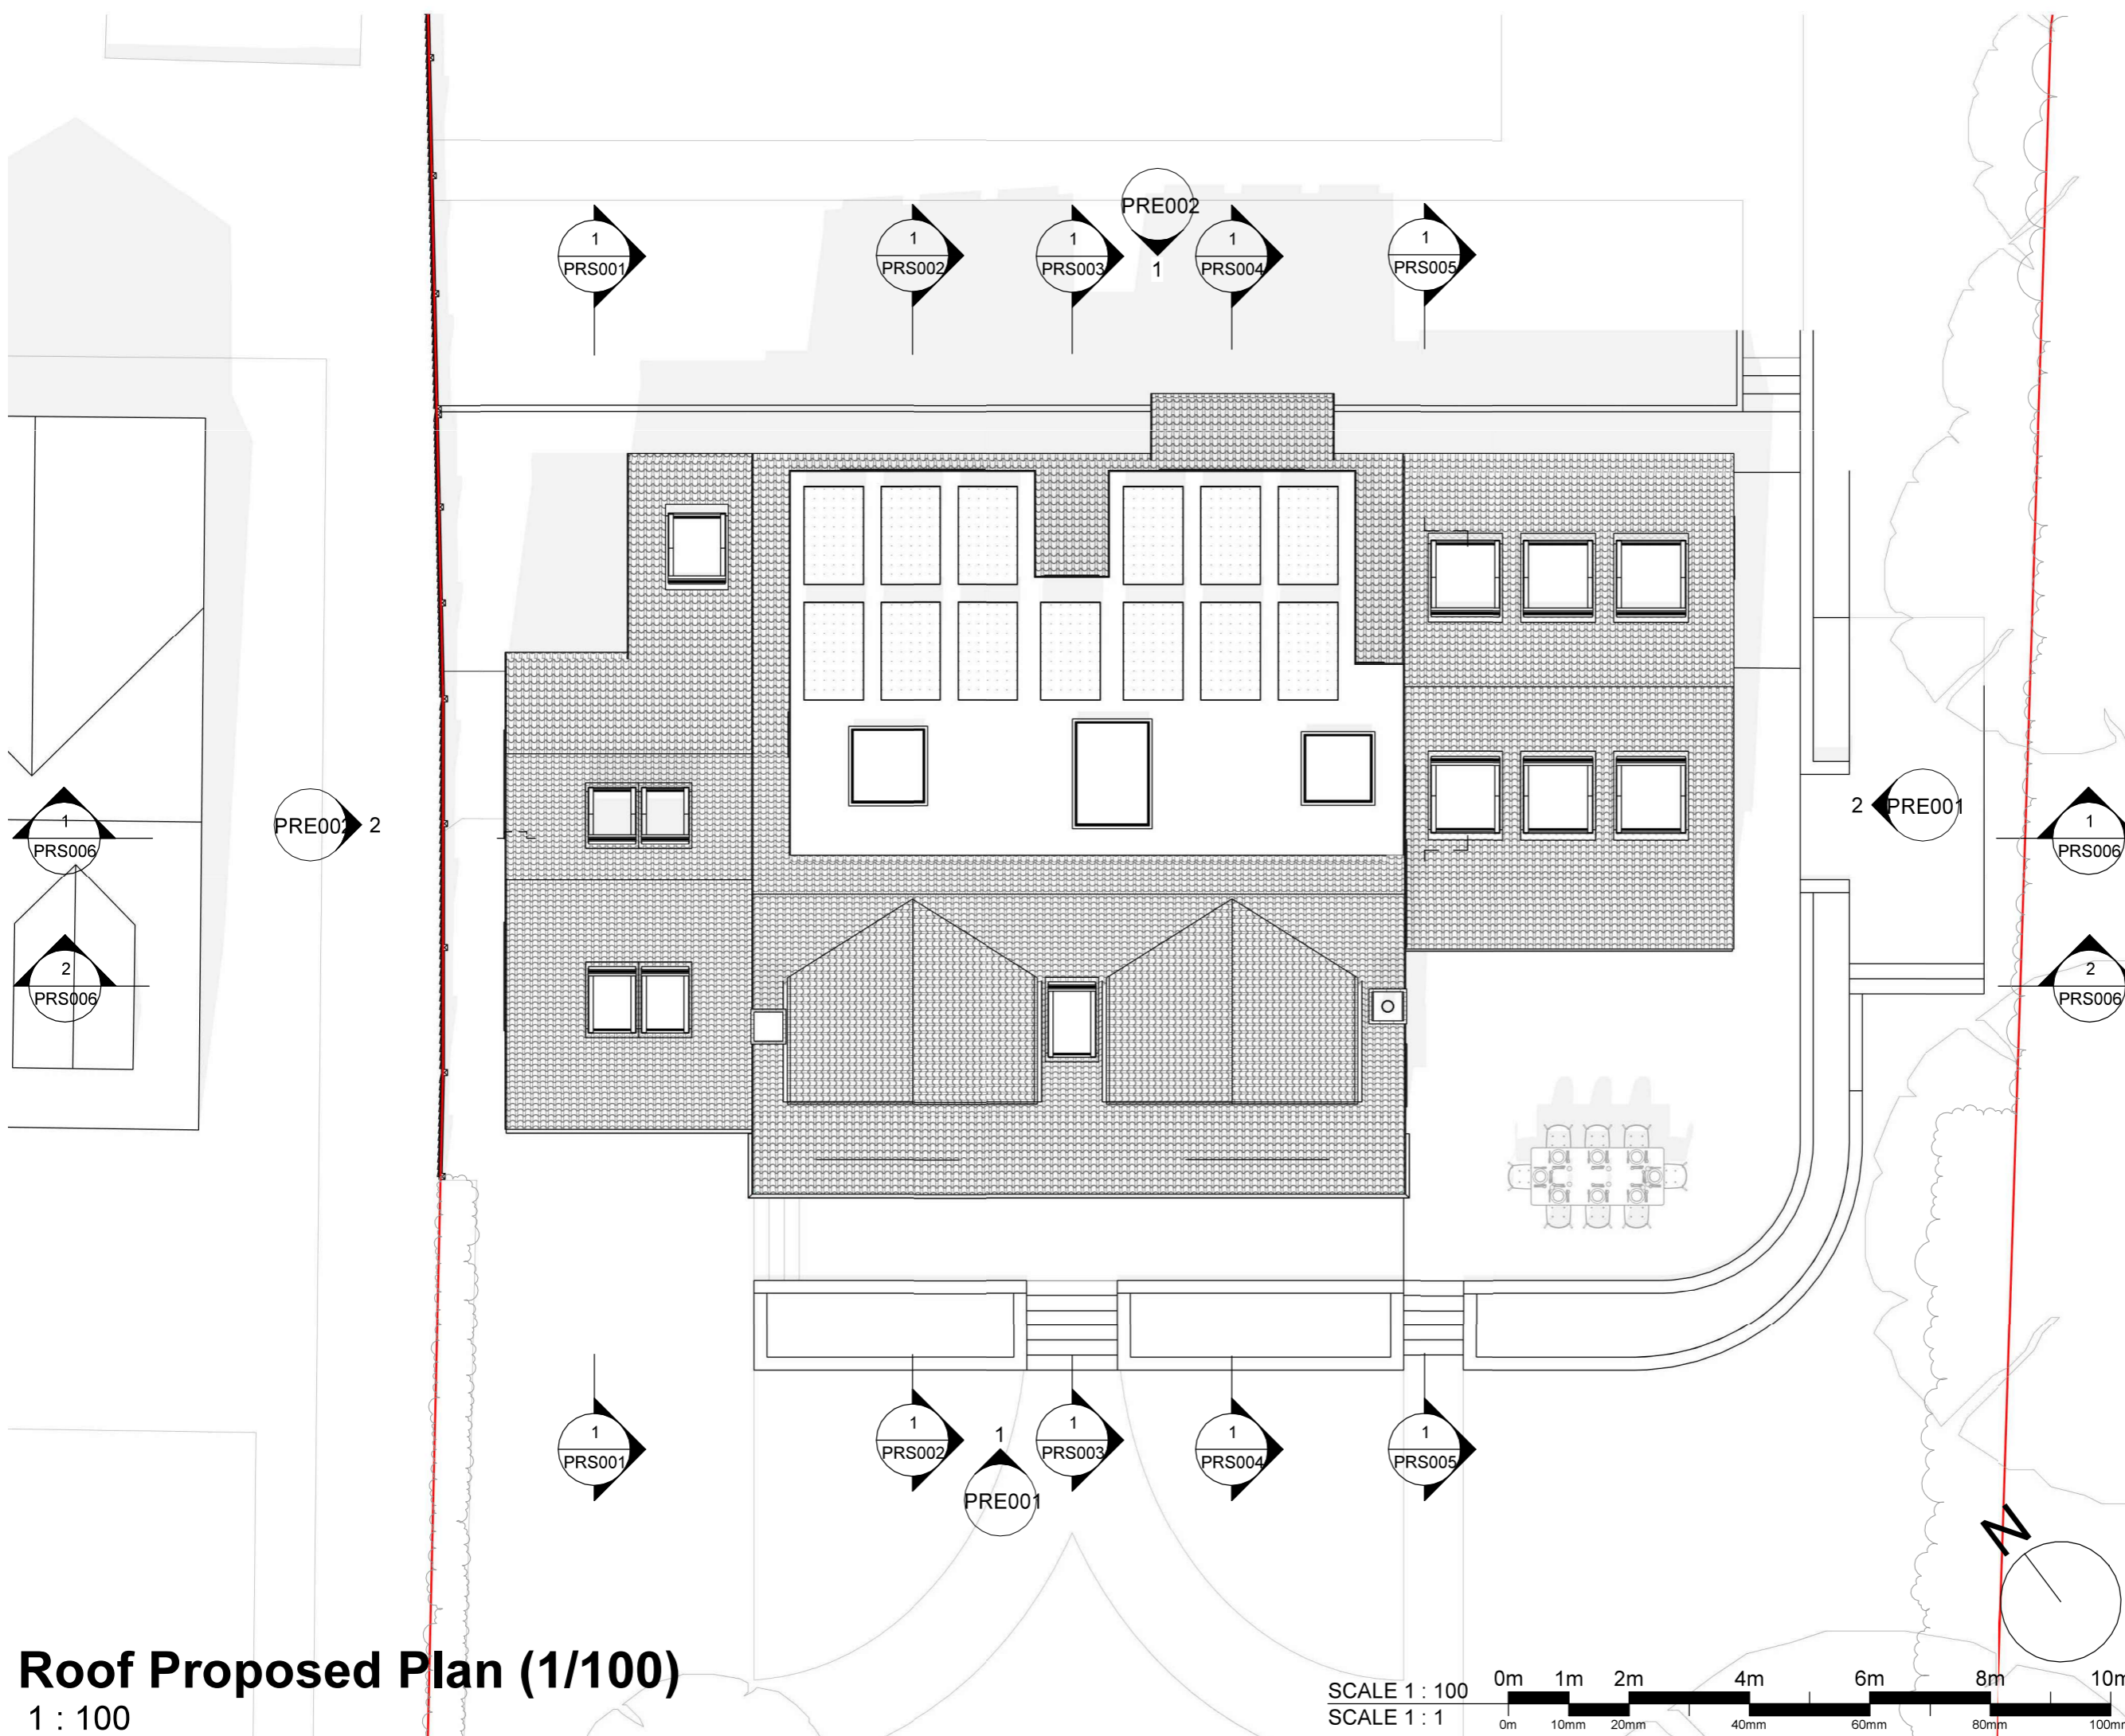 PRE002
1
1
PRS001
1
PRS002
1
PRS003
1
PRS004
1
PRS005
1
PRS006
PRE002 2
2 PRE001
1
PRS006
2
PRS006
2
PRS006
1
PRS001
1
PRS002
1
PRE001
1
PRS003
1
PRS004
1
PRS005
N
Roof Proposed Plan (1/100)
1 : 100
SCALE 1 : 100
0m 1m 2m 4m 6m 8m 10m
SCALE 1 : 1
0m 10mm 20mm 40mm 60mm 80mm 100mm